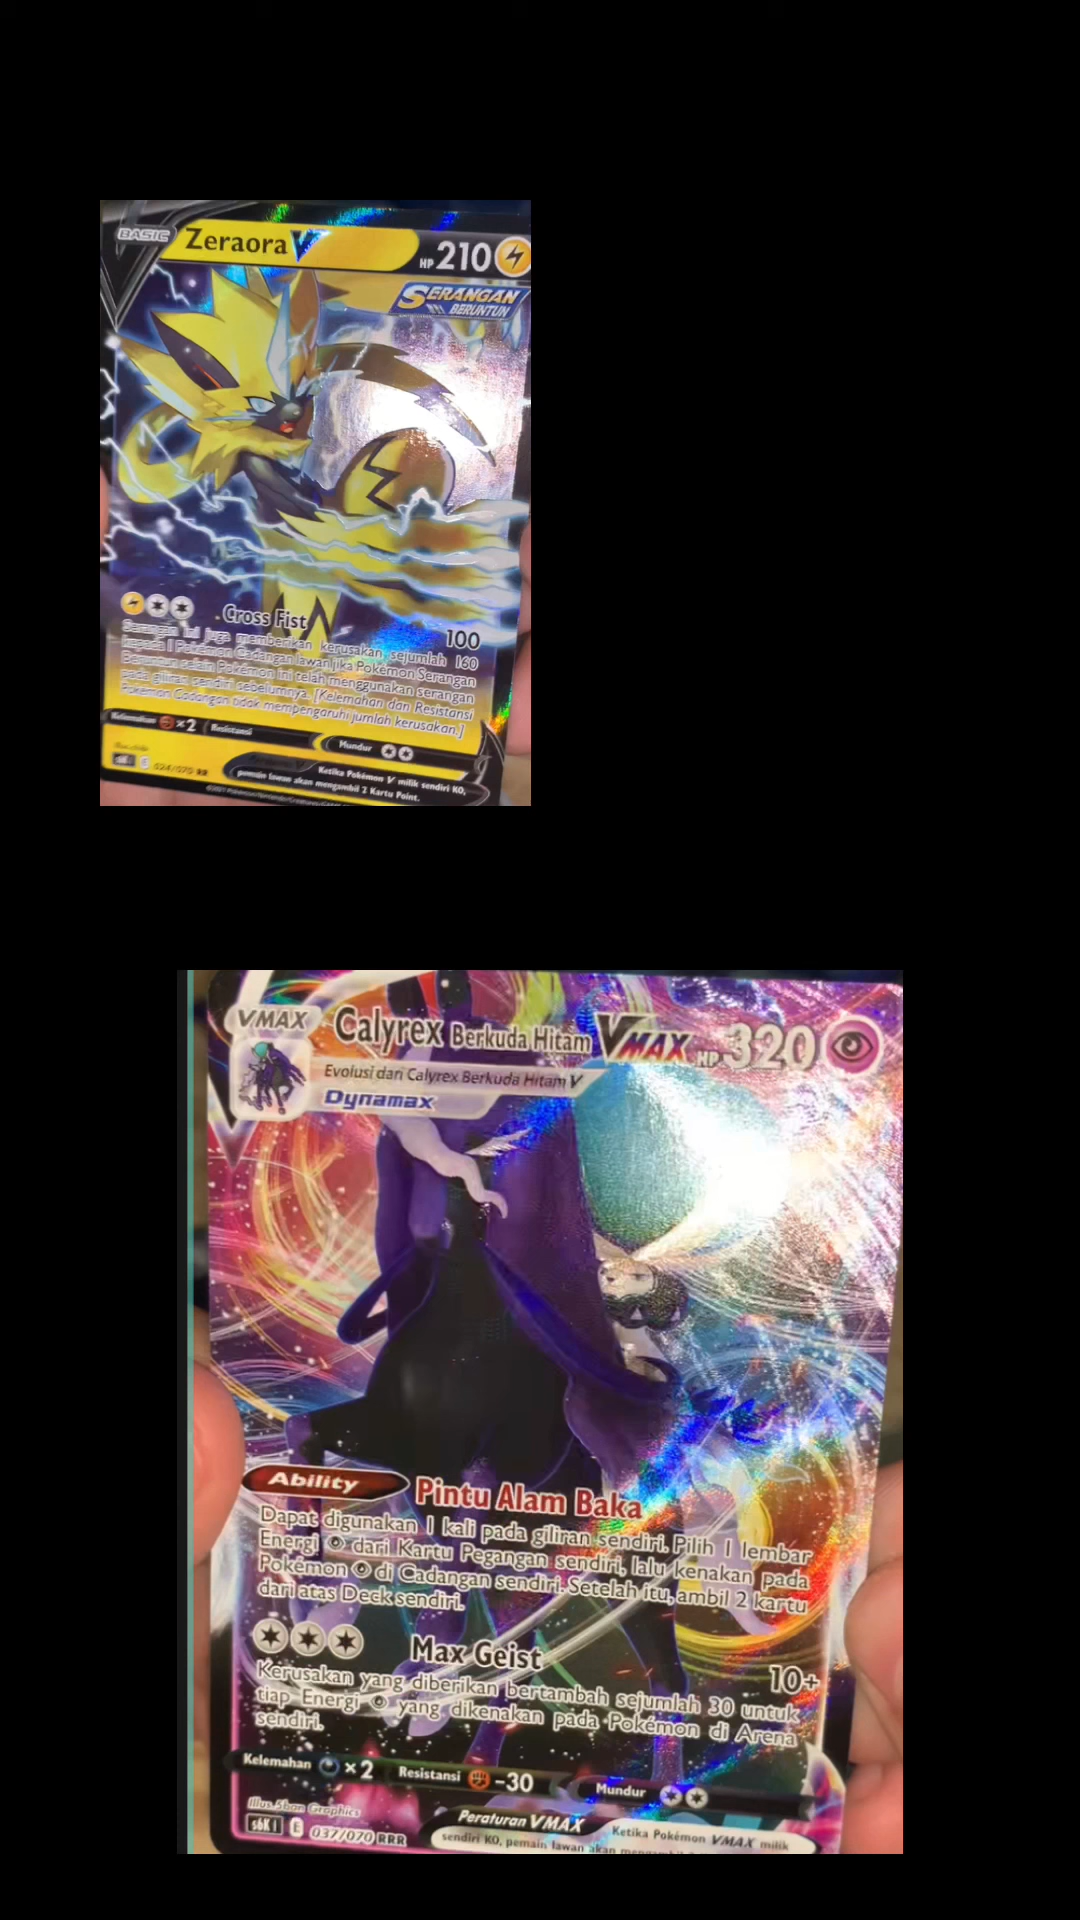 BASIC Zeraora V HP 210
SERANGAN
BERUNTUN
Cross Fist 100
Serangan ini juga memberikan kerusakan sejumlah 160
kepada 1 Pokémon Cadangan lawan jika Pokémon Serangan
Beruntun selain Pokémon ini telah menggunakan serangan
pada giliran sendiri sebelumnya. [Kelemahan dan Resistansi
Pokémon Cadangan tidak mempengaruhi jumlah kerusakan.]
Kelemahan ×2 Resistansi
Mundur
E 024/070 RR
Ketika Pokémon V milik sendiri KO,
pemain lawan akan mengambil 2 Kartu Point.
VMAX Calyrex Berkuda Hitam VMAX HP 320
Evolusi dari Calyrex Berkuda Hitam V
Dynamax
Ability Pintu Alam Baka
Dapat digunakan 1 kali pada giliran sendiri. Pilih 1 lembar
Energi dari Kartu Pegangan sendiri, lalu kenakan pada
Pokémon di Cadangan sendiri. Setelah itu, ambil 2 kartu
dari atas Deck sendiri.
Max Geist 10+
Kerusakan yang diberikan bertambah sejumlah 30 untuk
tiap Energi yang dikenakan pada Pokémon di Arena
sendiri.
Kelemahan ×2 Resistansi -30 Mundur
Illus. 5ban Graphics
s6K I E 037/070 RRR
Peraturan VMAX Ketika Pokémon VMAX milik
sendiri KO, pemain lawan akan